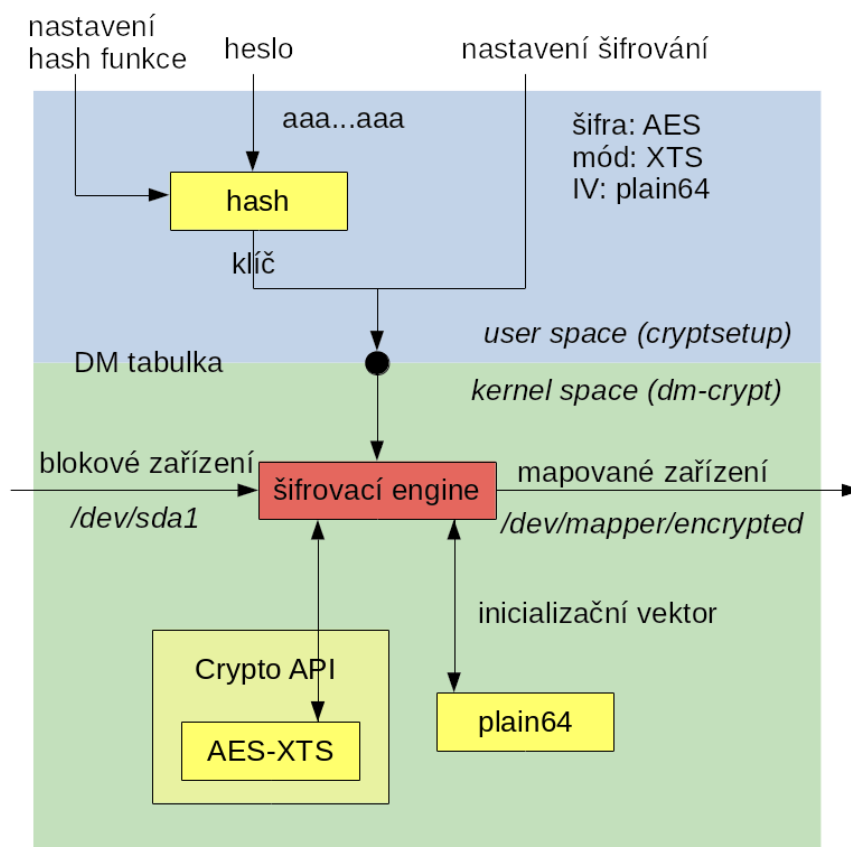 nastavení
hash funkce
heslo
nastavení šifrování
aaa...aaa
šifra: AES
mód: XTS
IV: plain64
hash
klíč
user space (cryptsetup)
DM tabulka
kernel space (dm-crypt)
blokové zařízení
šifrovací engine
mapované zařízení
/dev/sda1
/dev/mapper/encrypted
inicializační vektor
Crypto API
plain64
AES-XTS